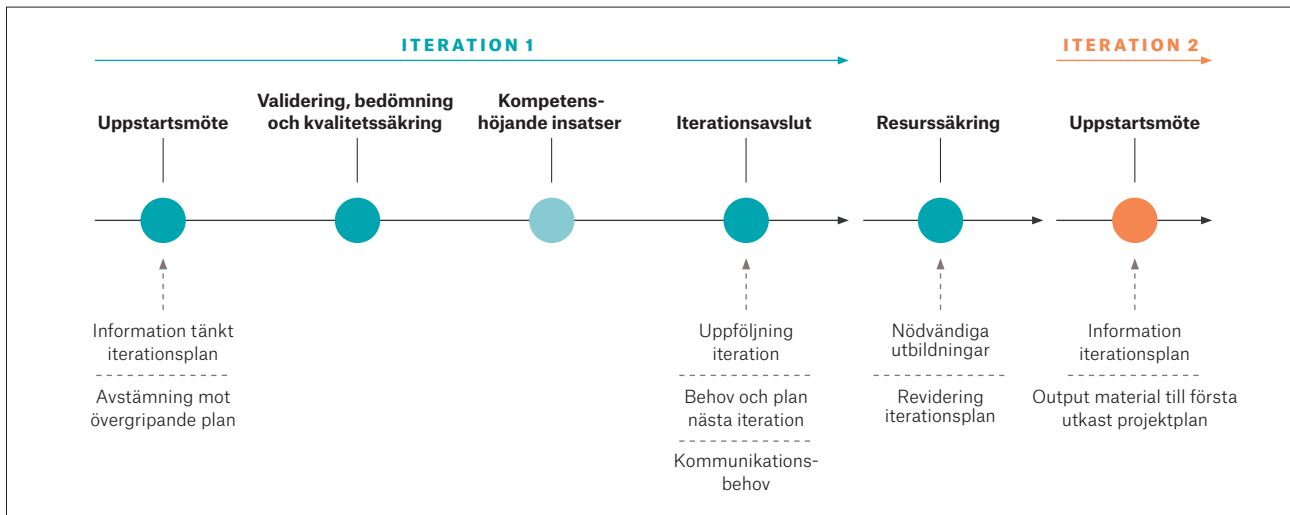 ITERATION 1
ITERATION 2
Uppstartsmöte
Validering, bedömning
och kvalitetssäkring
Kompetens-
höjande insatser
Iterationsavslut
Resurssäkring
Uppstartsmöte
Information tänkt
iterationsplan
Avstämning mot
övergripande plan
Uppföljning
iteration
Behov och plan
nästa iteration
Kommunikations-
behov
Nödvändiga
utbildningar
Revidering
iterationsplan
Information
iterationsplan
Output material till första
utkast projektplan